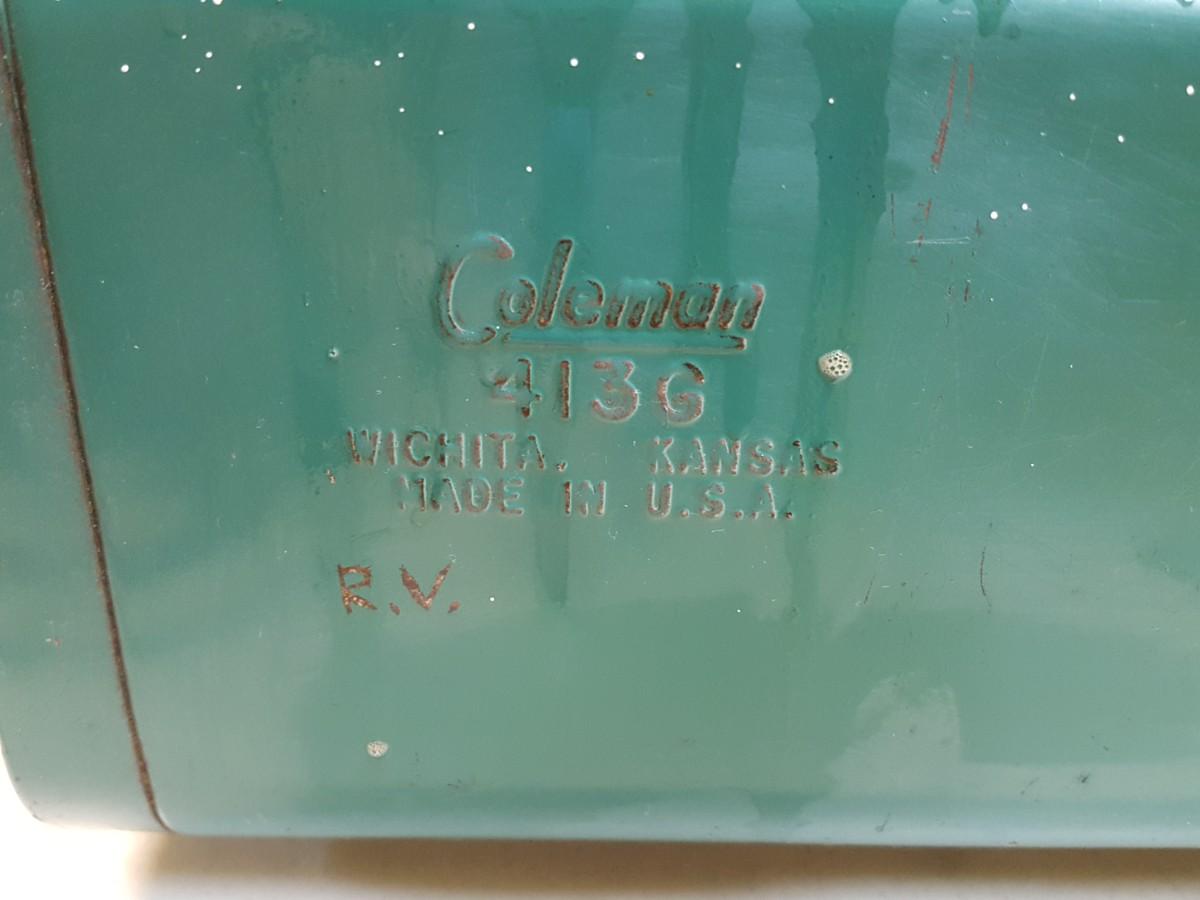 Coleman
413G
WICHITA, KANSAS
MADE IN U.S.A.
R.V.